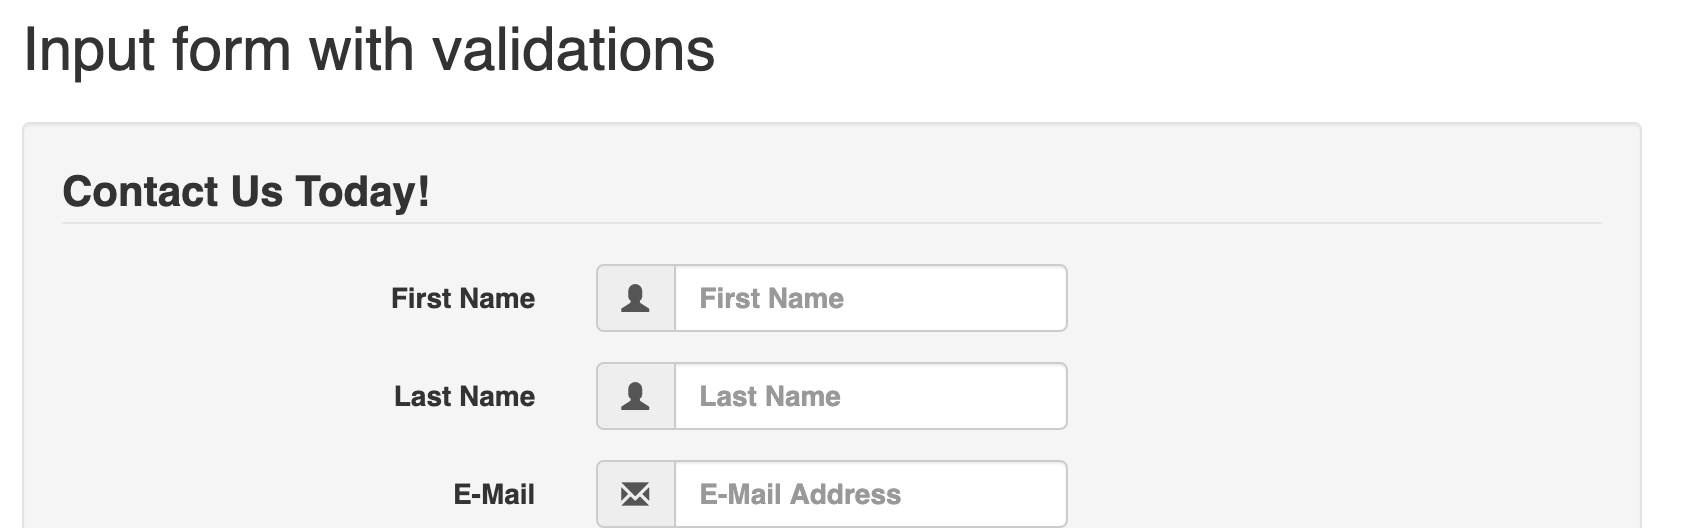 Input form with validations
Contact Us Today!
First Name First Name
Last Name Last Name
E-Mail E-Mail Address